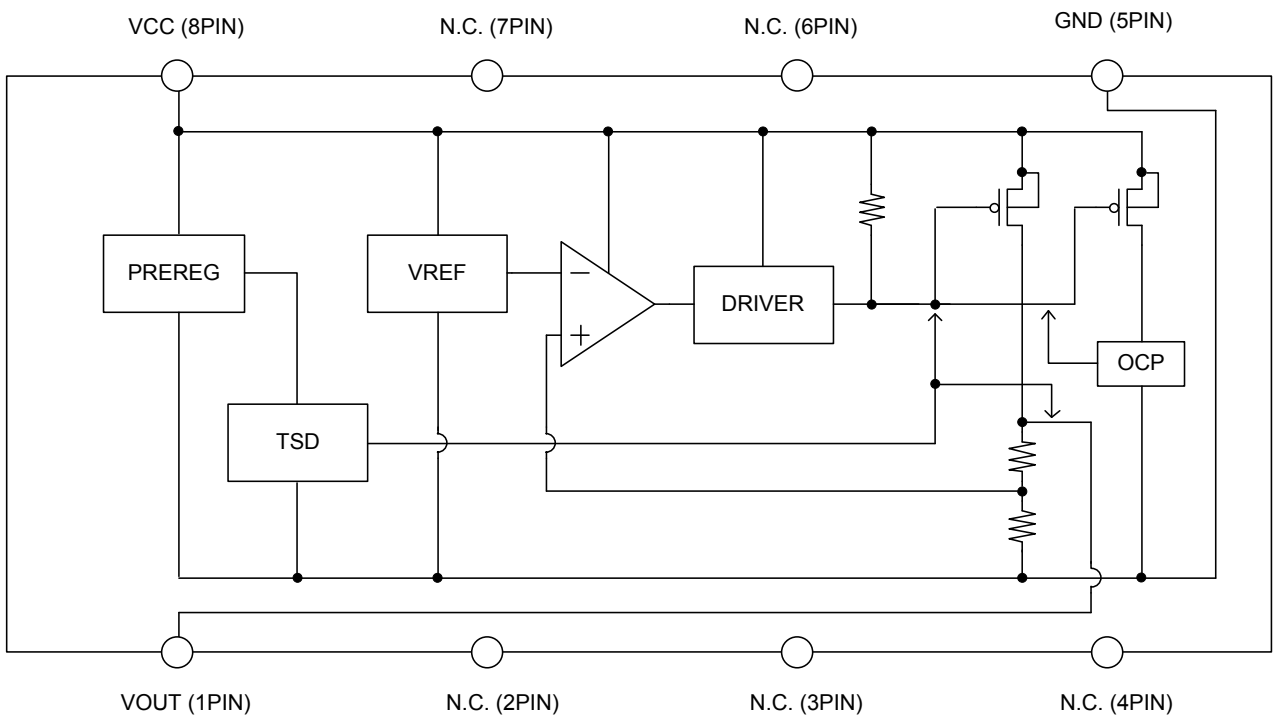 VCC (8PIN)
N.C. (7PIN)
N.C. (6PIN)
GND (5PIN)
PREREG
VREF
DRIVER
OCP
TSD
VOUT (1PIN)
N.C. (2PIN)
N.C. (3PIN)
N.C. (4PIN)